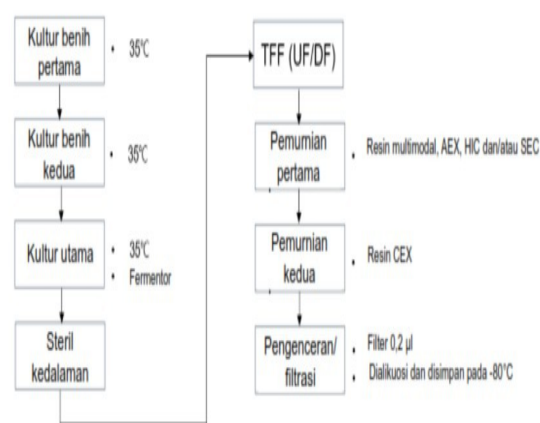 Kultur benih
pertama
• 35℃
Kultur benih
kedua
• 35℃
Kultur utama
• 35℃
• Fermentor
Steril
kedalaman
TFF (UF/DF)
Pemurnian
pertama
• Resin multimodal, AEX, HIC dan/atau SEC
Pemurnian
kedua
• Resin CEX
Pengenceran/
filtrasi
• Filter 0,2 µl
• Dialikuosi dan disimpan pada -80°C